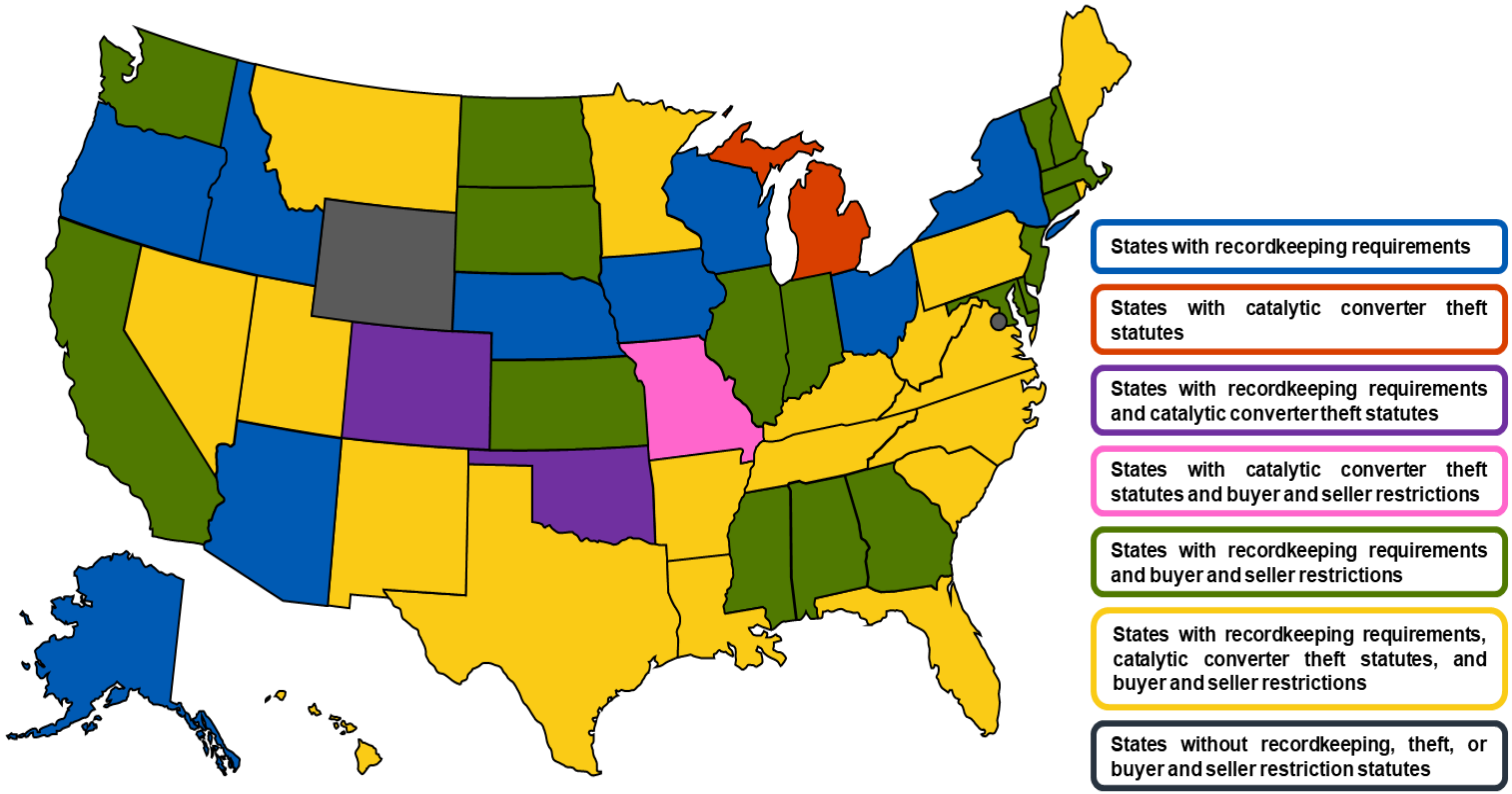 States with recordkeeping requirements
States with catalytic converter theft
statutes
States with recordkeeping requirements
and catalytic converter theft statutes
States with catalytic converter theft
statutes and buyer and seller restrictions
States with recordkeeping requirements
and buyer and seller restrictions
States with recordkeeping requirements,
catalytic converter theft statutes, and
buyer and seller restrictions
States without recordkeeping, theft, or
buyer and seller restriction statutes